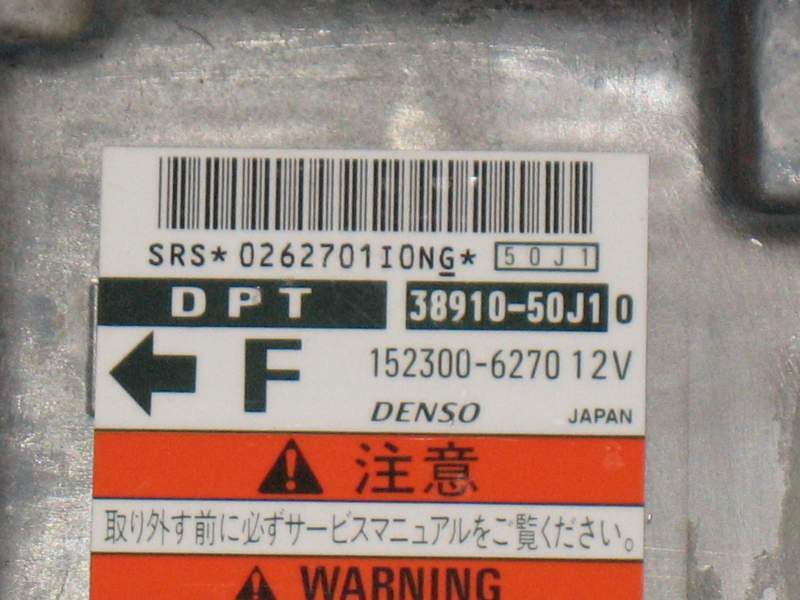 SRS*0262701IONG* 50J1
DPT 38910-50J1 0
F 152300-6270 12V
DENSO JAPAN
注意
取り外す前に必ずサービスマニュアルをご覧ください。
WARNING